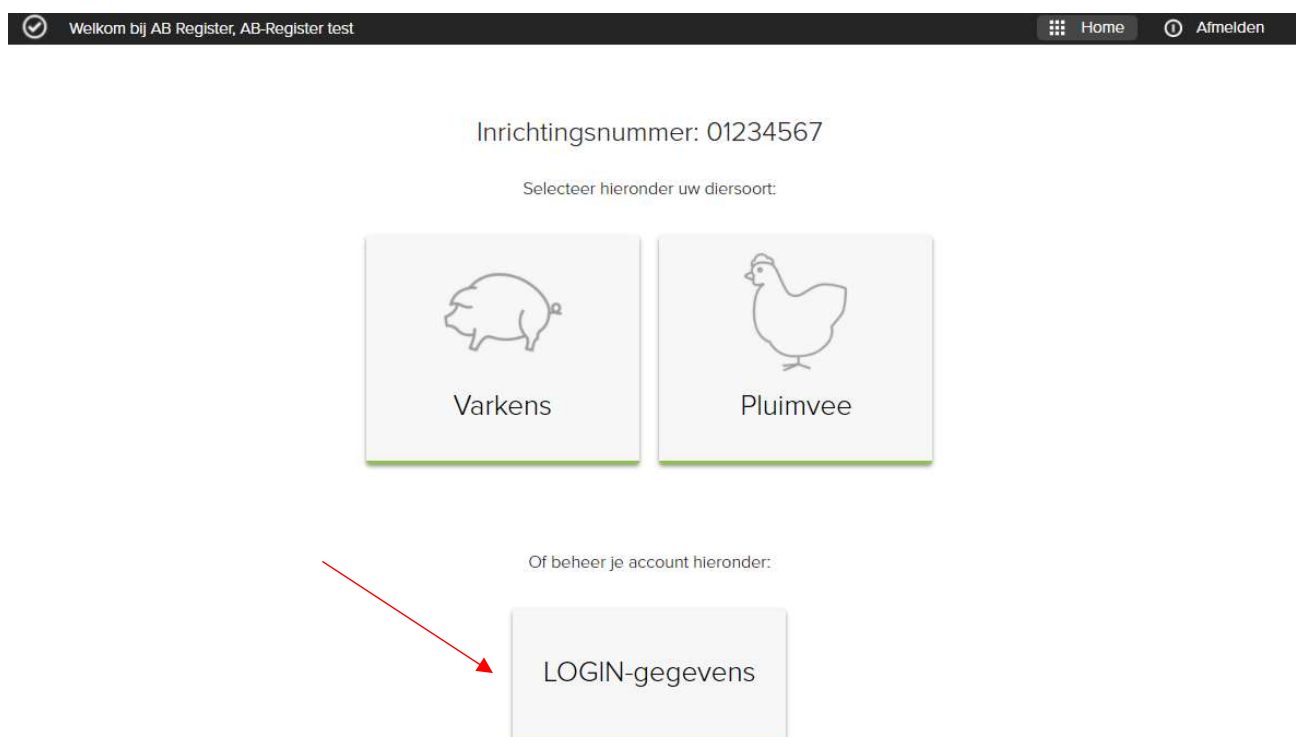 Welkom bij AB Register, AB-Register test
Home
Afmelden
Inrichtingsnummer: 01234567
Selecteer hieronder uw diersoort:
Varkens
Pluimvee
Of beheer je account hieronder:
LOGIN-gegevens